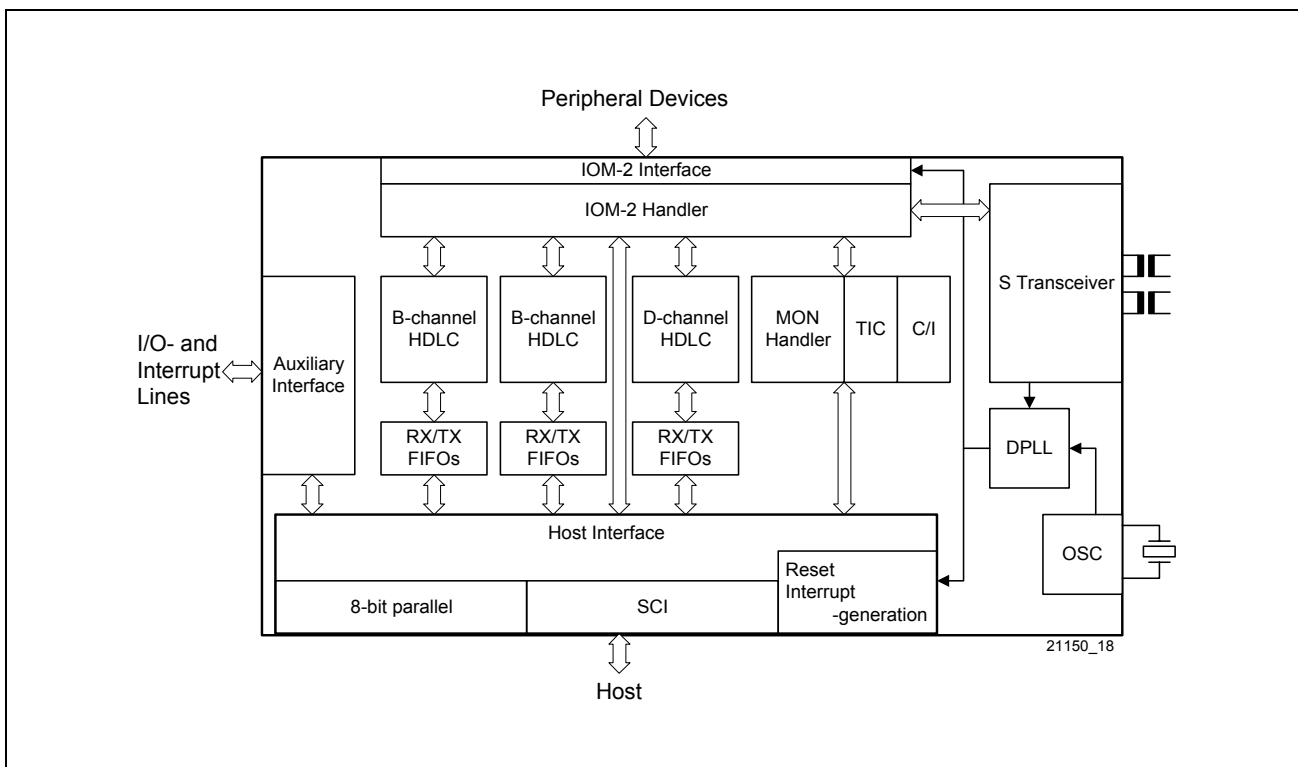 Peripheral Devices
IOM-2 Interface
IOM-2 Handler
S Transceiver
I/O- and
Interrupt
Lines
Auxiliary
Interface
B-channel
HDLC
B-channel
HDLC
D-channel
HDLC
MON
Handler
TIC
C/I
RX/TX
FIFOs
RX/TX
FIFOs
RX/TX
FIFOs
DPLL
Host Interface
OSC
8-bit parallel
SCI
Reset
Interrupt
-generation
21150_18
Host